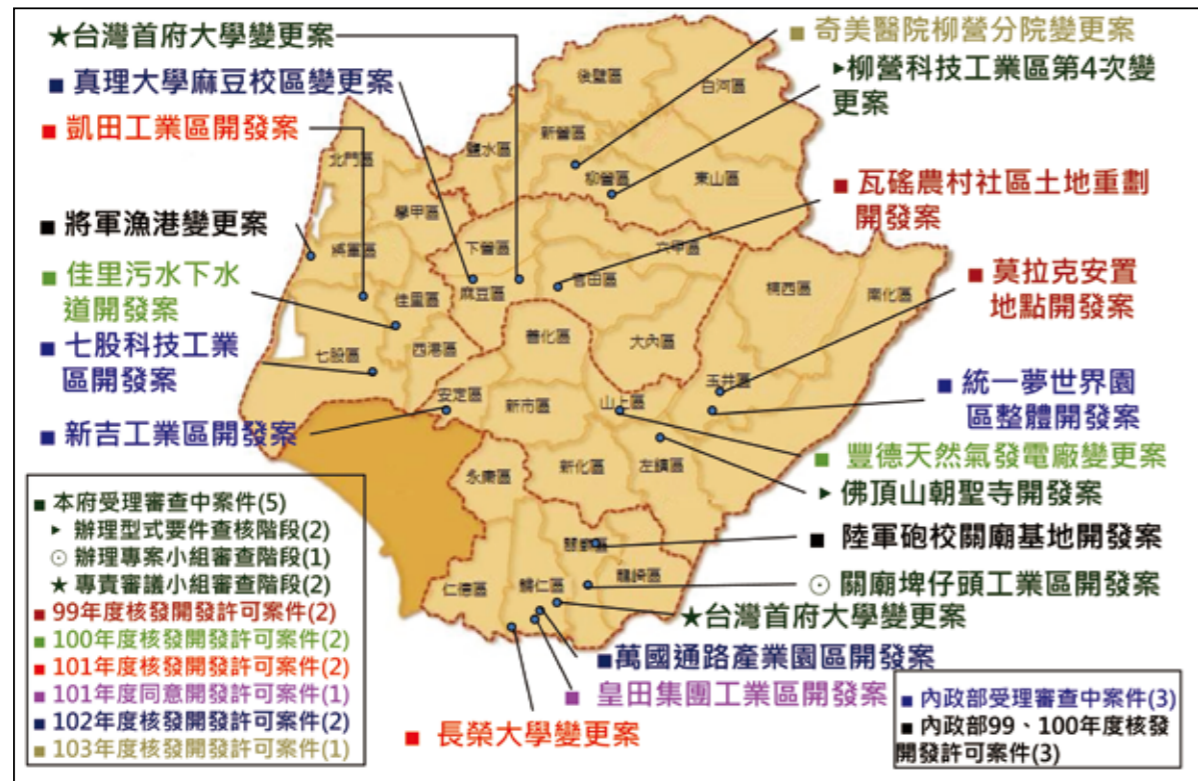 ★台灣首府大學變更案
■ 真理大學麻豆校區變更案
■ 凱田工業區開發案
■ 將軍漁港變更案
■ 佳里污水下水
道開發案
■ 七股科技工業
區開發案
■ 新吉工業區開發案
■ 奇美醫院柳營分院變更案
▸柳營科技工業區第4次變
更案
■ 瓦磘農村社區土地重劃
開發案
■ 莫拉克安置
地點開發案
■ 統一夢世界園
區整體開發案
■ 豐德天然氣發電廠變更案
▸ 佛頂山朝聖寺開發案
■ 陸軍砲校關廟基地開發案
⊙ 關廟埤仔頭工業區開發案
★台灣首府大學變更案
■萬國通路產業園區開發案
■ 皇田集團工業區開發案
■ 長榮大學變更案
後壁區
白河區
新營區
鹽水區
柳營區
東山區
北門區
學甲區
下營區
六甲區
將軍區
麻豆區
官田區
楠西區
南化區
佳里區
善化區
大內區
七股區
西港區
玉井區
安定區
新市區
山上區
永康區
新化區
左鎮區
仁德區
歸仁區
龍崎區
■ 本府受理審查中案件(5)
▸ 辦理型式要件查核階段(2)
⊙ 辦理專案小組審查階段(1)
★ 專責審議小組審查階段(2)
■ 99年度核發開發許可案件(2)
■ 100年度核發開發許可案件(2)
■ 101年度核發開發許可案件(2)
■ 101年度同意開發許可案件(1)
■ 102年度核發開發許可案件(2)
■ 103年度核發開發許可案件(1)
■ 內政部受理審查中案件(3)
■ 內政部99、100年度核發
開發許可案件(3)